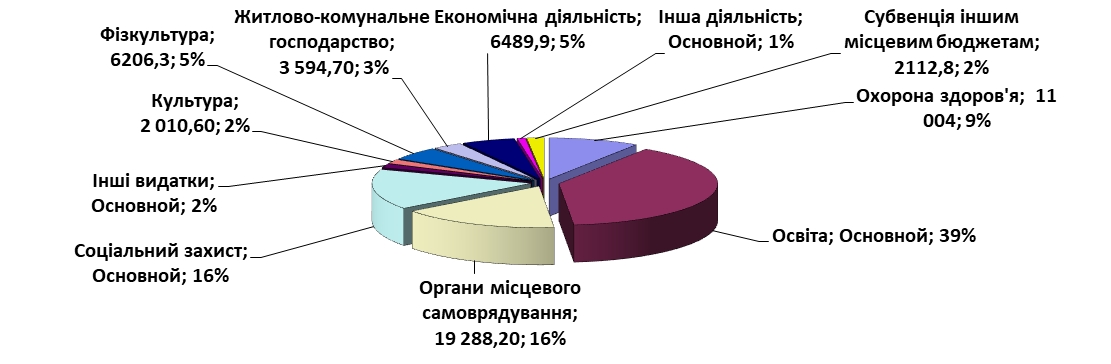 Фізкультура;
6206,3; 5%
Житлово-комунальне
господарство;
3 594,70; 3%
Економічна діяльність;
6489,9; 5%
Інша діяльність;
Основной; 1%
Субвенція іншим
місцевим бюджетам;
2112,8; 2%
Охорона здоров'я;  11
004; 9%
Культура;
2 010,60; 2%
Інші видатки;
Основной; 2%
Соціальний захист;
Основной; 16%
Освіта; Основной; 39%
Органи місцевого
самоврядування;
19 288,20; 16%